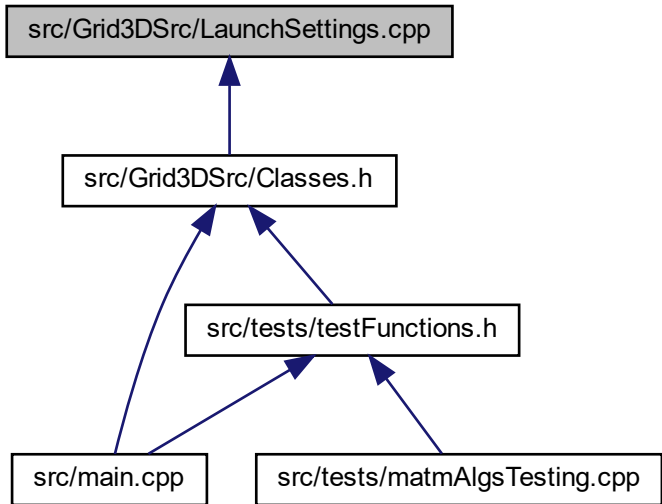 src/Grid3DSrc/LaunchSettings.cpp
src/Grid3DSrc/Classes.h
src/tests/testFunctions.h
src/main.cpp
src/tests/matmAlgsTesting.cpp